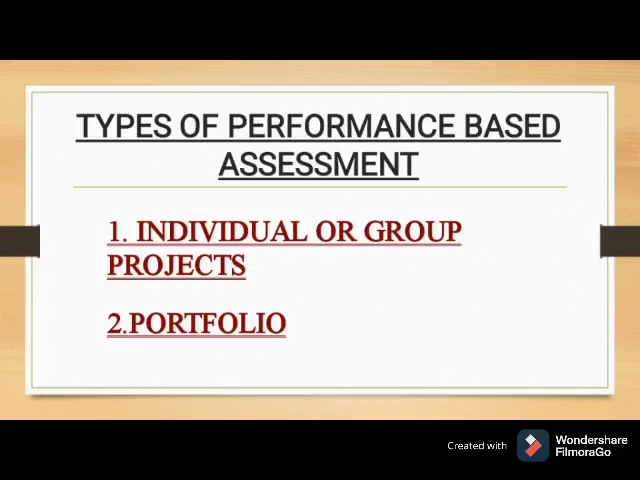 TYPES OF PERFORMANCE BASED
ASSESSMENT
1. INDIVIDUAL OR GROUP
PROJECTS
2.PORTFOLIO
Created with
Wondershare
FilmoraGo